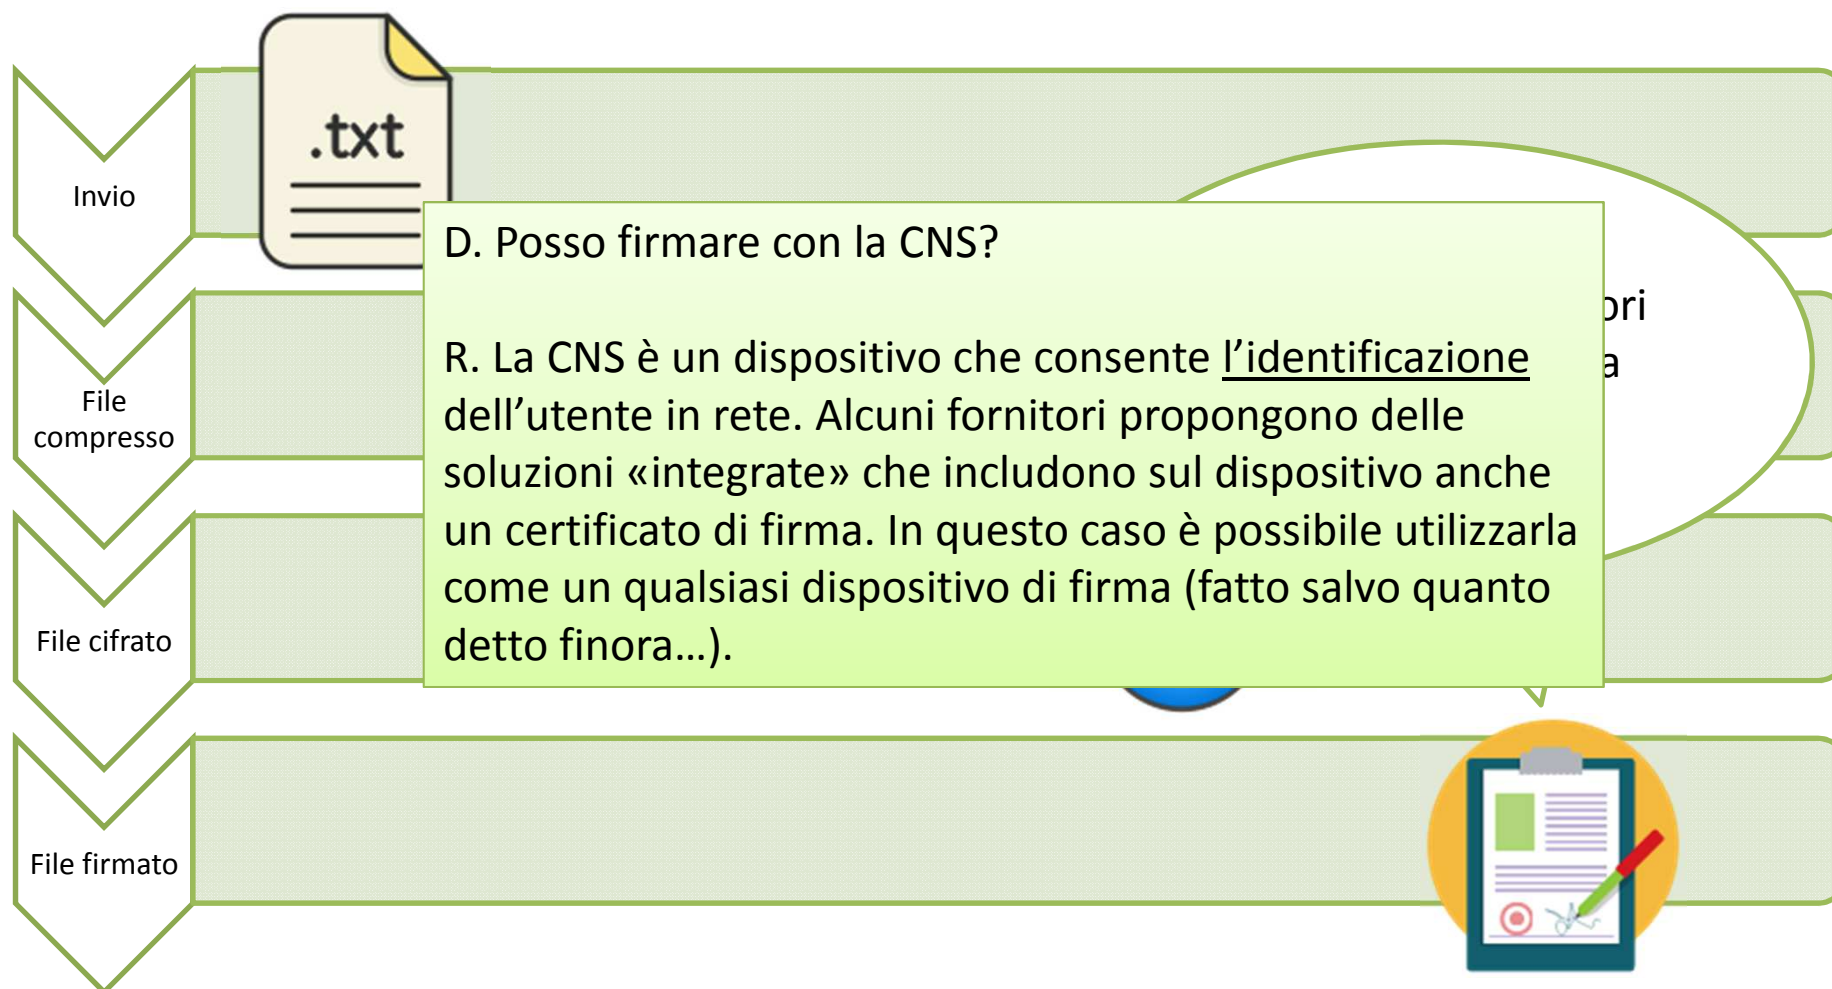 .txt
Invio
File
compresso
File cifrato
File firmato
D. Posso firmare con la CNS?
R. La CNS è un dispositivo che consente l’identificazione
dell’utente in rete. Alcuni fornitori propongono delle
soluzioni «integrate» che includono sul dispositivo anche
un certificato di firma. In questo caso è possibile utilizzarla
come un qualsiasi dispositivo di firma (fatto salvo quanto
detto finora…).